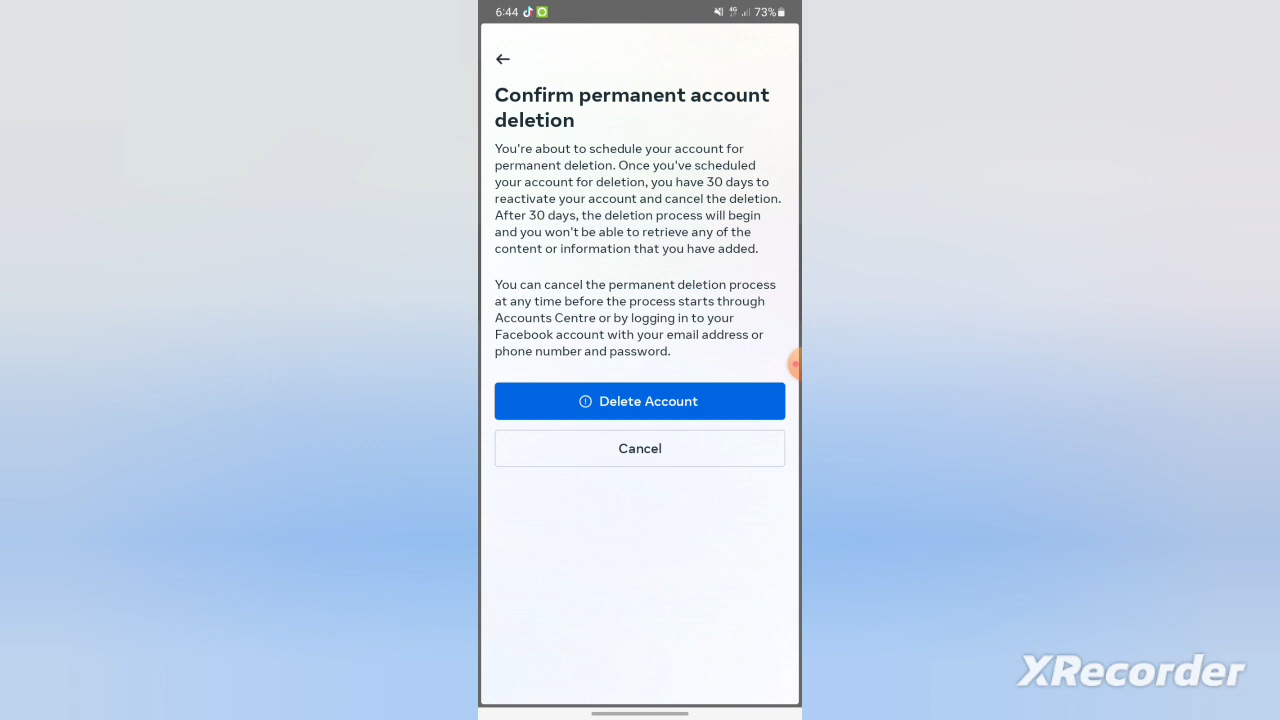 6:44
4G
73%
Confirm permanent account
deletion
You're about to schedule your account for
permanent deletion. Once you've scheduled
your account for deletion, you have 30 days to
reactivate your account and cancel the deletion.
After 30 days, the deletion process will begin
and you won't be able to retrieve any of the
content or information that you have added.
You can cancel the permanent deletion process
at any time before the process starts through
Accounts Centre or by logging in to your
Facebook account with your email address or
phone number and password.
Delete Account
Cancel
XRecorder